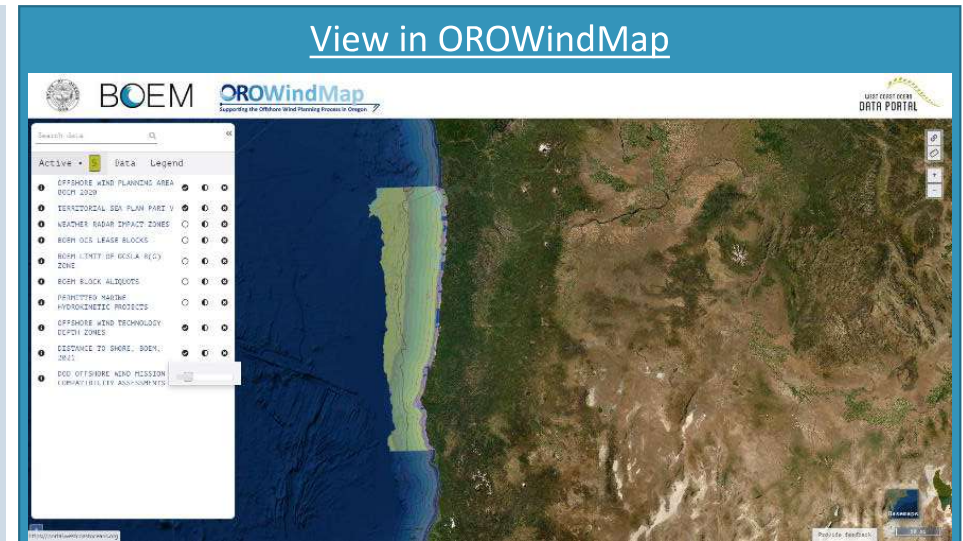 View in OROWindMap
BOEM
OROWindMap
Supporting the Offshore Wind Planning Process in Oregon
WEST COAST OCEAN
DATA PORTAL
Search data
Active 5 Data Legend
OFFSHORE WIND PLANNING AREA
BOEM 2020
TERRITORIAL SEA PLAN PART V
WEATHER RADAR IMPACT ZONES
BOEM OCS LEASE BLOCKS
BOEM LIMIT OF OCSLA 8(G)
ZONE
BOEM BLOCK ALIQUOTS
PERMITTED MARINE
HYDROKINETIC PROJECTS
OFFSHORE WIND TECHNOLOGY
DEPTH ZONES
DISTANCE TO SHORE, BOEM,
2021
DOD OFFSHORE WIND MISSION
COMPATIBILITY ASSESSMENTS
Basemaps
Provide feedback